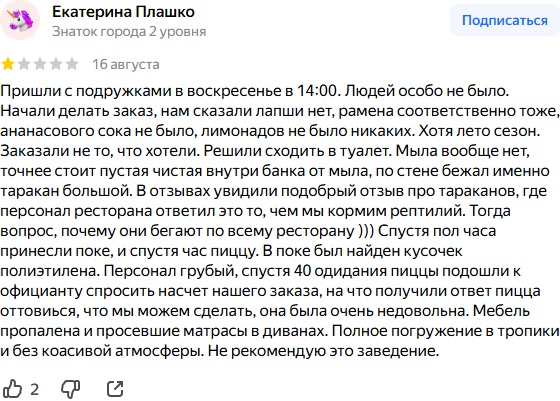 Екатерина Плашко
Подписаться
Знаток города 2 уровня
16 августа
Пришли с подружками в воскресенье в 14:00. Людей особо не было.
Начали делать заказ, нам сказали лапши нет, рамена соответственно тоже,
ананасового сока не было, лимонадов не было никаких. Хотя лето сезон.
Заказали не то, что хотели. Решили сходить в туалет. Мыла вообще нет,
точнее стоит пустая чистая внутри банка от мыла, по стене бежал именно
таракан большой. В отзывах увидили подобрый отзыв про тараканов, где
персонал ресторана ответил это то, чем мы кормим рептилий. Тогда
вопрос, почему они бегают по всему ресторану ))) Спустя пол часа
принесли поке, и спустя час пиццу. В поке был найден кусочек
полиэтилена. Персонал грубый, спустя 40 одидания пиццы подошли к
официанту спросить насчет нашего заказа, на что получили ответ пицца
оттовиься, что мы можем сделать, она была очень недовольна. Мебель
пропалена и просевшие матрасы в диванах. Полное погружение в тропики
и без коасивой атмосферы. Не рекомендую это заведение.
2